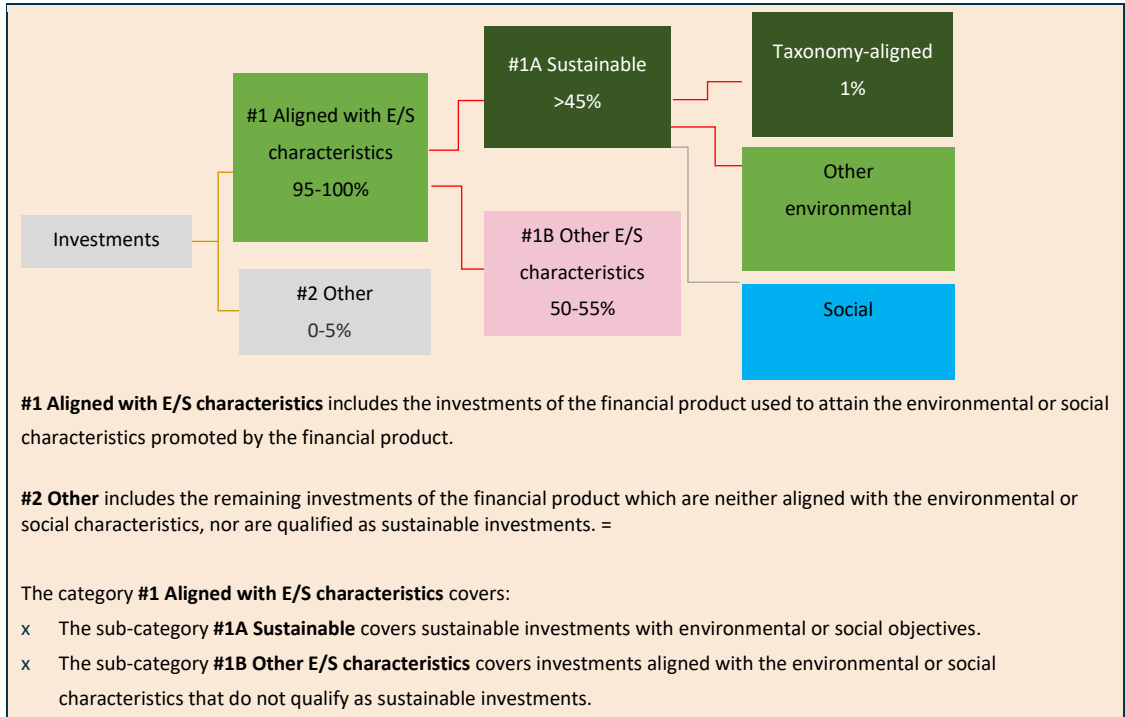 Investments
#1 Aligned with E/S
characteristics
95-100%
#2 Other
0-5%
#1A Sustainable
>45%
#1B Other E/S
characteristics
50-55%
Taxonomy-aligned
1%
Other
environmental
Social
#1 Aligned with E/S characteristics includes the investments of the financial product used to attain the environmental or social
characteristics promoted by the financial product.
#2 Other includes the remaining investments of the financial product which are neither aligned with the environmental or
social characteristics, nor are qualified as sustainable investments. =
The category #1 Aligned with E/S characteristics covers:
x The sub-category #1A Sustainable covers sustainable investments with environmental or social objectives.
x The sub-category #1B Other E/S characteristics covers investments aligned with the environmental or social
characteristics that do not qualify as sustainable investments.